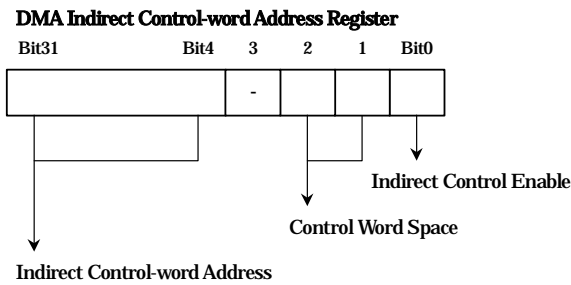 DMA Indirect Control-word Address Register
Bit31 Bit4 3 2 1 Bit0
-
Indirect Control Enable
Control Word Space
Indirect Control-word Address